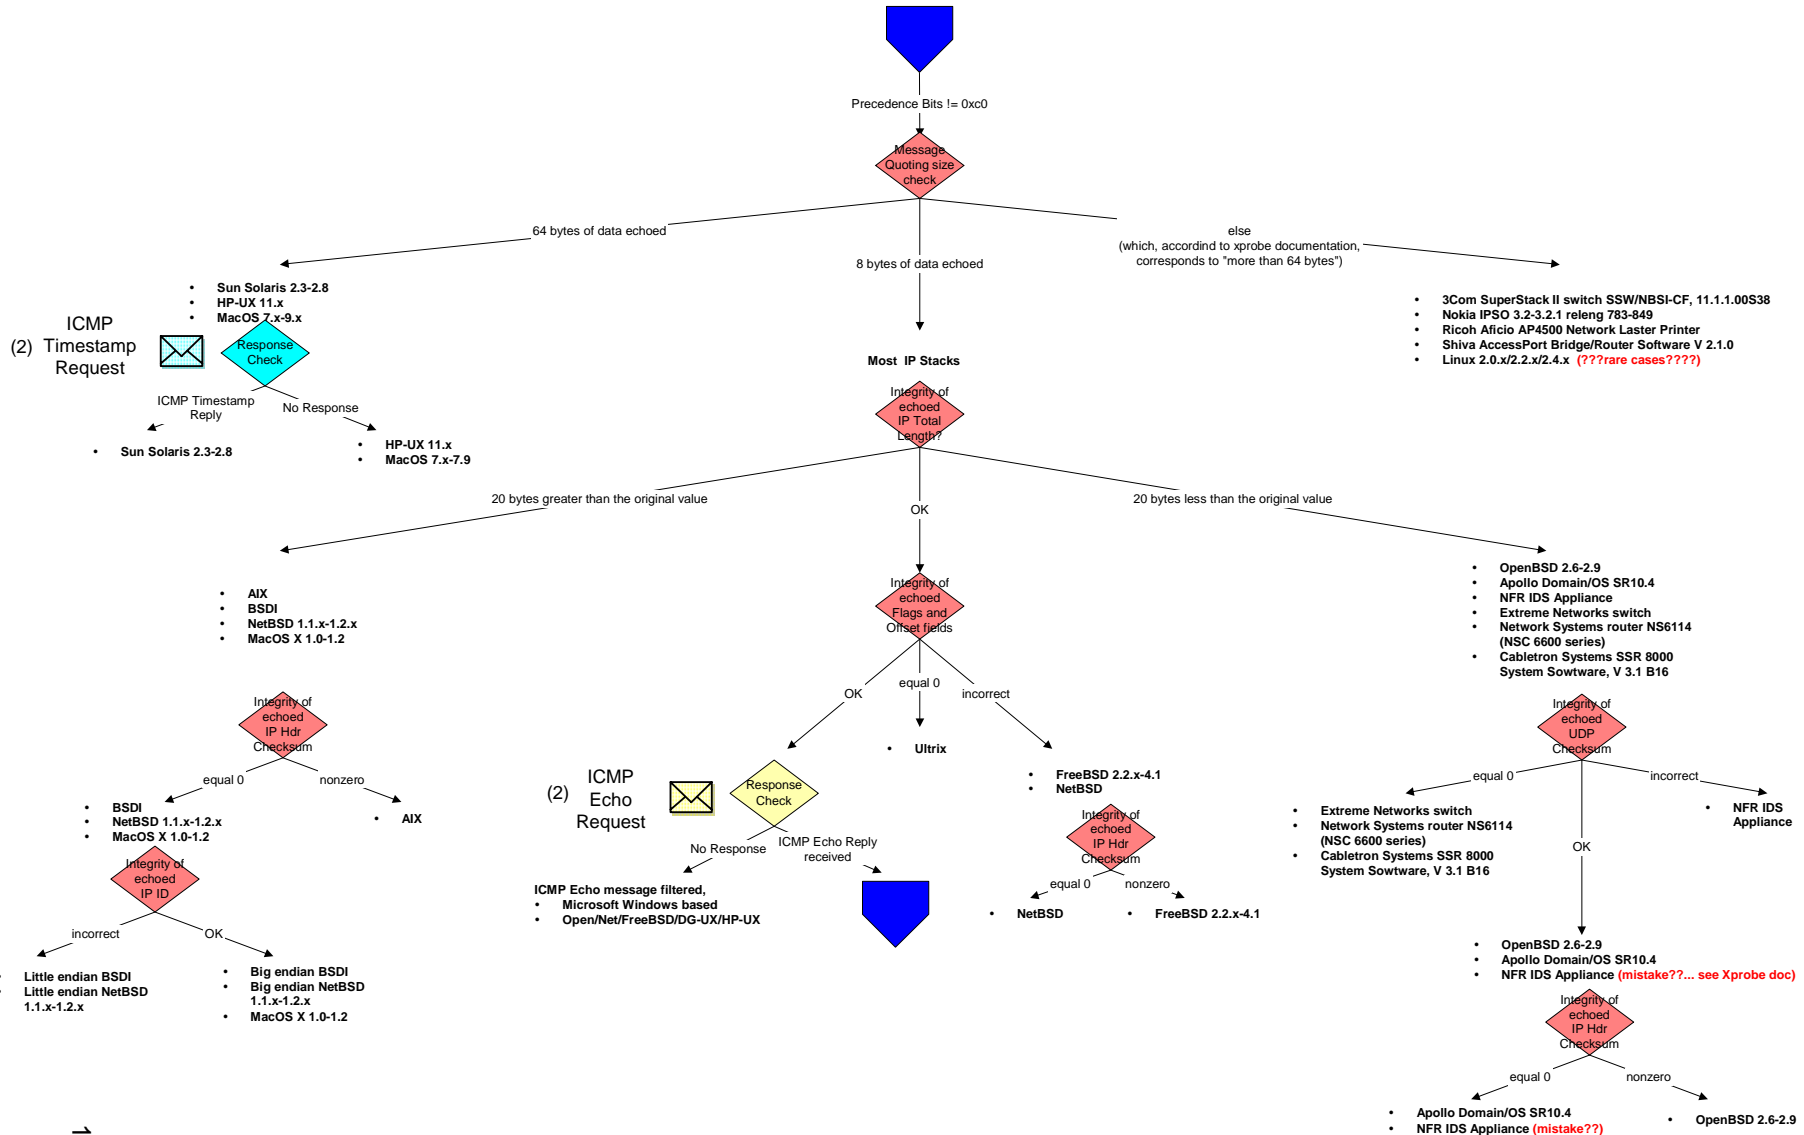 Precedence Bits != 0xc0
Message
Quoting size
check
64 bytes of data echoed
8 bytes of data echoed
else
(which, accordind to xprobe documentation,
corresponds to "more than 64 bytes")
• Sun Solaris 2.3-2.8
• HP-UX 11.x
• MacOS 7.x-9.x
(2) ICMP
Timestamp
Request
Response
Check
ICMP Timestamp
Reply
No Response
• Sun Solaris 2.3-2.8
• HP-UX 11.x
• MacOS 7.x-7.9
• 3Com SuperStack II switch SSW/NBSI-CF, 11.1.1.00S38
• Nokia IPSO 3.2-3.2.1 releng 783-849
• Ricoh Aficio AP4500 Network Laster Printer
• Shiva AccessPort Bridge/Router Software V 2.1.0
• Linux 2.0.x/2.2.x/2.4.x (???rare cases????)
Most IP Stacks
Integrity of
echoed
IP Total
Length?
20 bytes greater than the original value
OK
20 bytes less than the original value
• AIX
• BSDI
• NetBSD 1.1.x-1.2.x
• MacOS X 1.0-1.2
Integrity of
echoed
IP Hdr
Checksum
equal 0
nonzero
• BSDI
• NetBSD 1.1.x-1.2.x
• MacOS X 1.0-1.2
• AIX
Integrity of
echoed
IP ID
incorrect
OK
• Little endian BSDI
• Little endian NetBSD
1.1.x-1.2.x
• Big endian BSDI
• Big endian NetBSD
1.1.x-1.2.x
• MacOS X 1.0-1.2
Integrity of
echoed
Flags and
Offset fields
OK
equal 0
incorrect
• Ultrix
(2) ICMP
Echo
Request
Response
Check
No Response
ICMP Echo Reply
received
ICMP Echo message filtered,
• Microsoft Windows based
• Open/Net/FreeBSD/DG-UX/HP-UX
• FreeBSD 2.2.x-4.1
• NetBSD
Integrity of
echoed
IP Hdr
Checksum
equal 0
nonzero
• NetBSD
• FreeBSD 2.2.x-4.1
• OpenBSD 2.6-2.9
• Apollo Domain/OS SR10.4
• NFR IDS Appliance
• Extreme Networks switch
• Network Systems router NS6114
(NSC 6600 series)
• Cabletron Systems SSR 8000
System Sowtware, V 3.1 B16
Integrity of
echoed
UDP
Checksum
equal 0
OK
incorrect
• Extreme Networks switch
• Network Systems router NS6114
(NSC 6600 series)
• Cabletron Systems SSR 8000
System Sowtware, V 3.1 B16
• NFR IDS
Appliance
• OpenBSD 2.6-2.9
• Apollo Domain/OS SR10.4
• NFR IDS Appliance (mistake??... see Xprobe doc)
Integrity of
echoed
IP Hdr
Checksum
equal 0
nonzero
• Apollo Domain/OS SR10.4
• NFR IDS Appliance (mistake??)
• OpenBSD 2.6-2.9
1